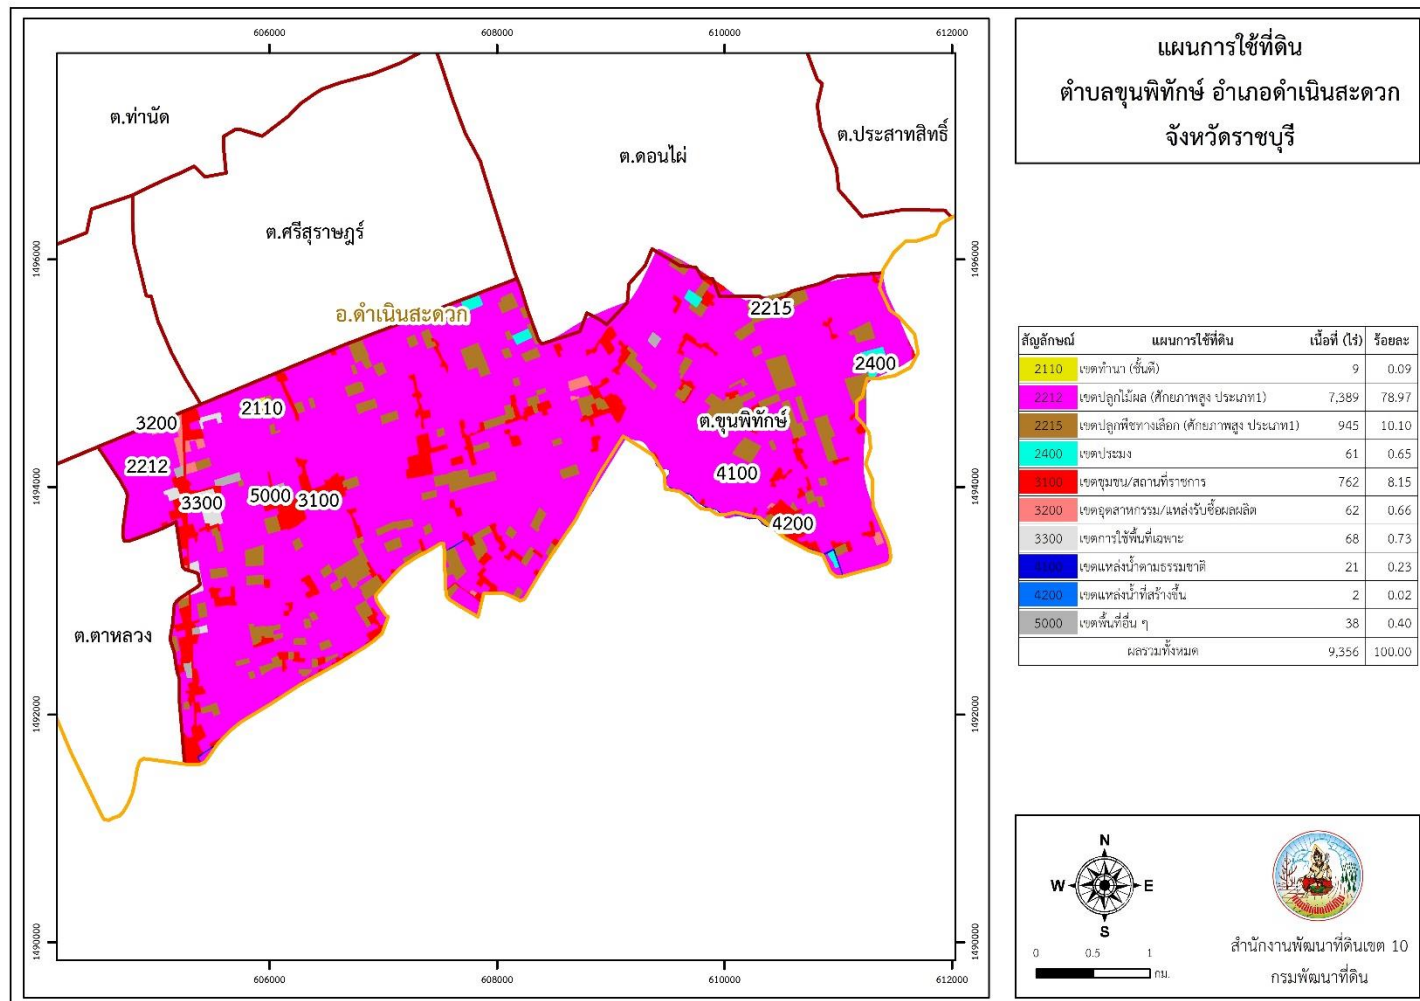 แผนการใช้ที่ดิน
ตำบลขุนพิทักษ์ อำเภอดำเนินสะดวก
จังหวัดราชบุรี
606000
608000
610000
612000
ต.ท่านัด
ต.ประสาทสิทธิ์
ต.ดอนไผ่
ต.ศรีสุราษฎร์
1496000
1496000
อ.ดำเนินสะดวก
2215
2400
2110
3200
ต.ขุนพิทักษ์
2212
4100
1494000
3300
5000
3100
1494000
4200
ต.ตาหลวง
1492000
1492000
1490000
1490000
606000
608000
610000
612000
สัญลักษณ์ แผนการใช้ที่ดิน เนื้อที่ (ไร่) ร้อยละ
2110 เขตทำนา (ชั้นดี) 9 0.09
2212 เขตปลูกไม้ผล (ศักยภาพสูง ประเภท1) 7,389 78.97
2215 เขตปลูกพืชทางเลือก (ศักยภาพสูง ประเภท1) 945 10.10
2400 เขตประมง 61 0.65
3100 เขตชุมชน/สถานที่ราชการ 762 8.15
3200 เขตอุตสาหกรรม/แหล่งรับซื้อผลผลิต 62 0.66
3300 เขตการใช้พื้นที่เฉพาะ 68 0.73
4100 เขตแหล่งน้ำตามธรรมชาติ 21 0.23
4200 เขตแหล่งน้ำที่สร้างขึ้น 2 0.02
5000 เขตพื้นที่อื่น ๆ 38 0.40
ผลรวมทั้งหมด 9,356 100.00
N
W E
S
0 0.5 1
กม.
สำนักงานพัฒนาที่ดินเขต 10
กรมพัฒนาที่ดิน